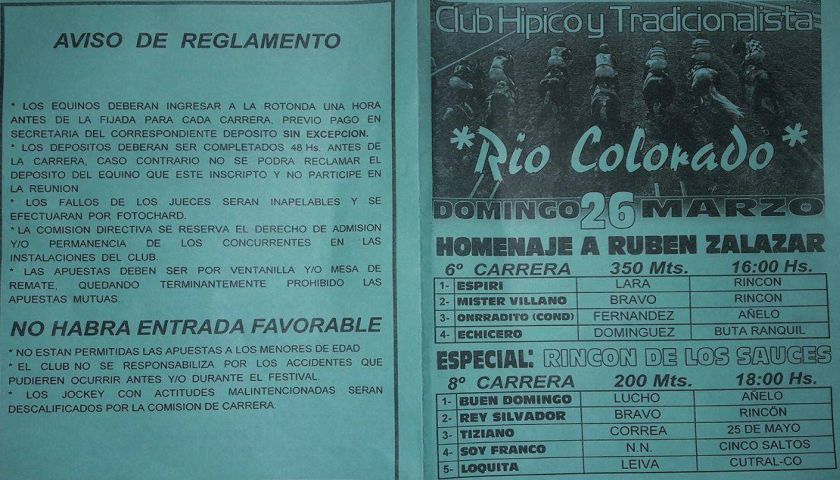 AVISO DE REGLAMENTO
* LOS EQUINOS DEBERAN INGRESAR A LA ROTONDA UNA HORA
ANTES DE LA FIJADA PARA CADA CARRERA, PREVIO PAGO EN
SECRETARIA DEL CORRESPONDIENTE DEPOSITO SIN EXCEPCION.
* LOS DEPOSITOS DEBERAN SER COMPLETADOS 48 Hs. ANTES DE
LA CARRERA, CASO CONTRARIO NO SE PODRA RECLAMAR EL
DEPOSITO DEL EQUINO QUE ESTE INSCRIPTO Y NO PARTICIPE EN
LA REUNION
* LOS FALLOS DE LOS JUECES SERAN INAPELABLES Y SE
EFECTUARAN POR FOTOCHARD.
* LA COMISION DIRECTIVA SE RESERVA EL DERECHO DE ADMISION
Y/O PERMANENCIA DE LOS CONCURRENTES EN LAS
INSTALACIONES DEL CLUB.
* LAS APUESTAS DEBEN SER POR VENTANILLA Y/O MESA DE
REMATE, QUEDANDO TERMINANTEMENTE PROHIBIDO LAS
APUESTAS MUTUAS.
NO HABRA ENTRADA FAVORABLE
* NO ESTAN PERMITIDAS LAS APUESTAS A LOS MENORES DE EDAD
* EL CLUB NO SE RESPONSABILIZA POR LOS ACCIDENTES QUE
PUDIEREN OCURRIR ANTES Y/O DURANTE EL FESTIVAL.
* LOS JOCKEY CON ACTITUDES MALINTENCIONADAS SERAN
DESCALIFICADOS POR LA COMISION DE CARRERA.
Club Hipico y Tradicionalista
*Rio Colorado*
DOMINGO 26 MARZO
HOMENAJE A RUBEN ZALAZAR
6º CARRERA 350 Mts. 16:00 Hs.
1- ESPIRI LARA RINCON
2- MISTER VILLANO BRAVO RINCON
3- ONRRADITO (COND) FERNANDEZ AÑELO
4- ECHICERO DOMINGUEZ BUTA RANQUIL
ESPECIAL: RINCON DE LOS SAUCES
8º CARRERA 200 Mts. 18:00 Hs.
1- BUEN DOMINGO LUCHO AÑELO
2- REY SILVADOR BRAVO RINCÓN
3- TIZIANO CORREA 25 DE MAYO
4- SOY FRANCO N.N. CINCO SALTOS
5- LOQUITA LEIVA CUTRAL-CO